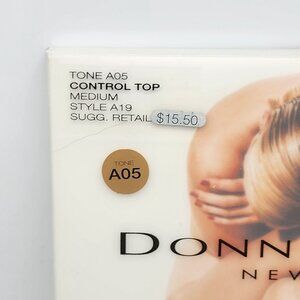 TONE A05
CONTROL TOP
MEDIUM
STYLE A19
SUGG. RETAIL $15.50
TONE
A05
DONN
NEW